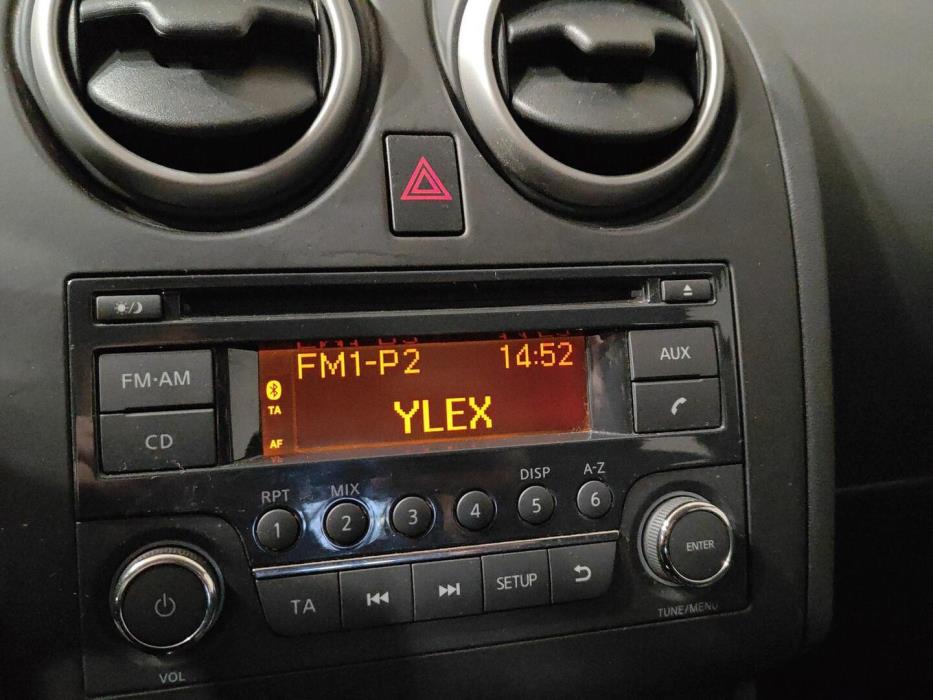 FM·AM
CD
FM1-P2 14:52
TA
YLEX
AF
AUX
RPT MIX DISP A-Z
1 2 3 4 5 6
TA SETUP
ENTER
TUNE/MENU
VOL